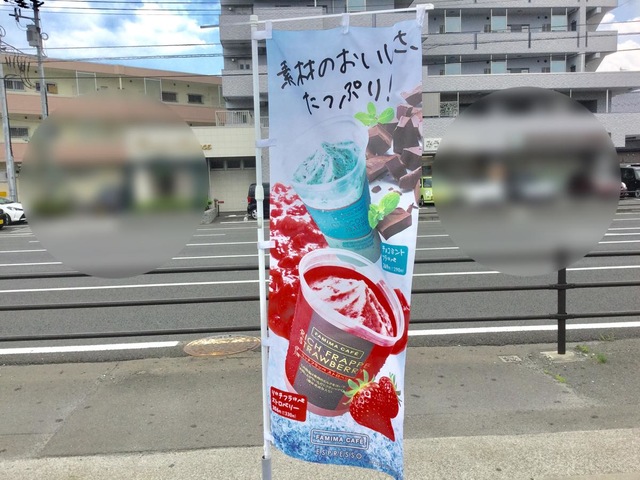 素材のおいしさ、
たっぷり!
チョコミント
フラッペ
FAMIMA CAFÉ
RICH FRAPPE
STRAWBERRY
リッチフラッペ
ストロベリー
FAMIMA CAFÉ
ESPRESSO